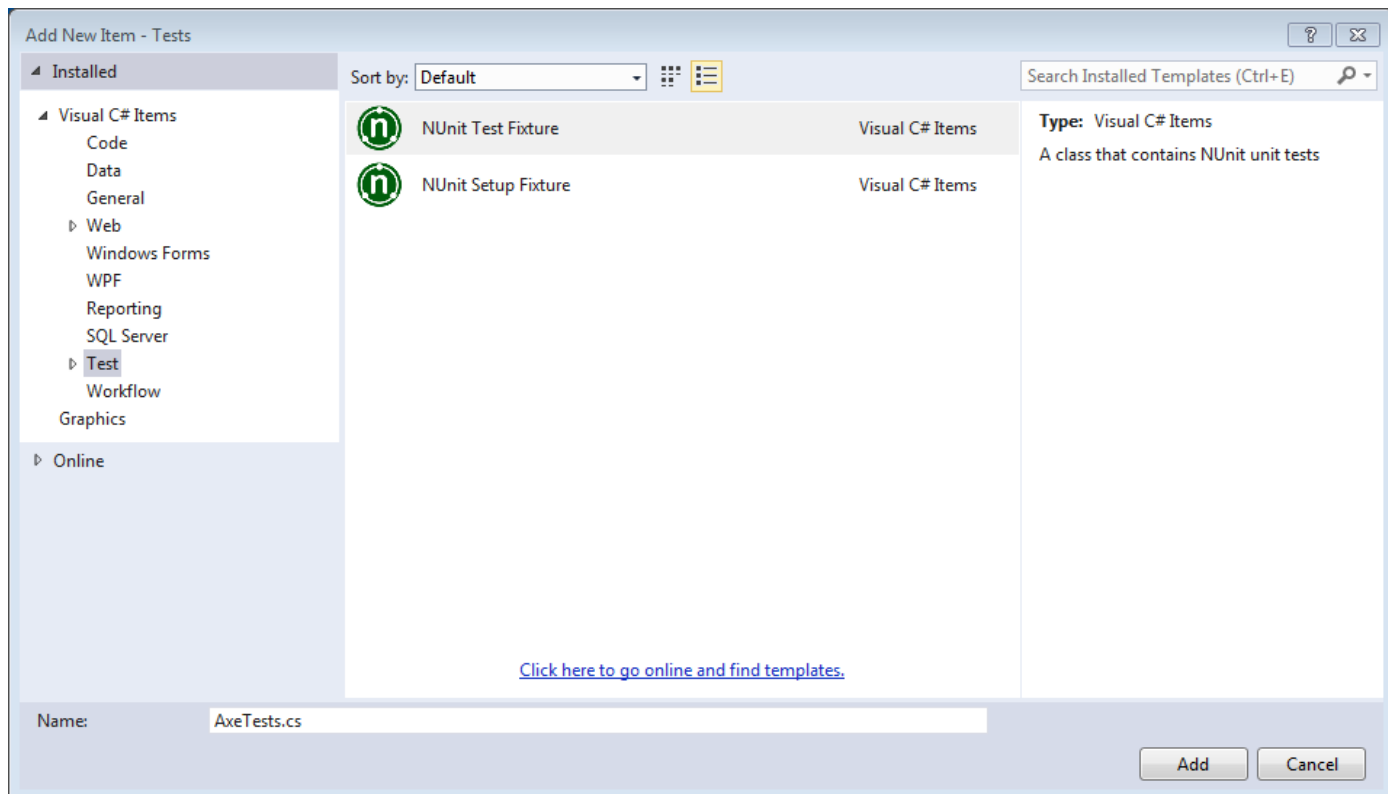 Add New Item - Tests
Installed
Sort by: Default
Search Installed Templates (Ctrl+E)
Visual C# Items
Code
Data
General
Web
Windows Forms
WPF
Reporting
SQL Server
Test
Workflow
Graphics
Online
NUnit Test Fixture Visual C# Items
NUnit Setup Fixture Visual C# Items
Type: Visual C# Items
A class that contains NUnit unit tests
Click here to go online and find templates.
Name: AxeTests.cs
Add Cancel